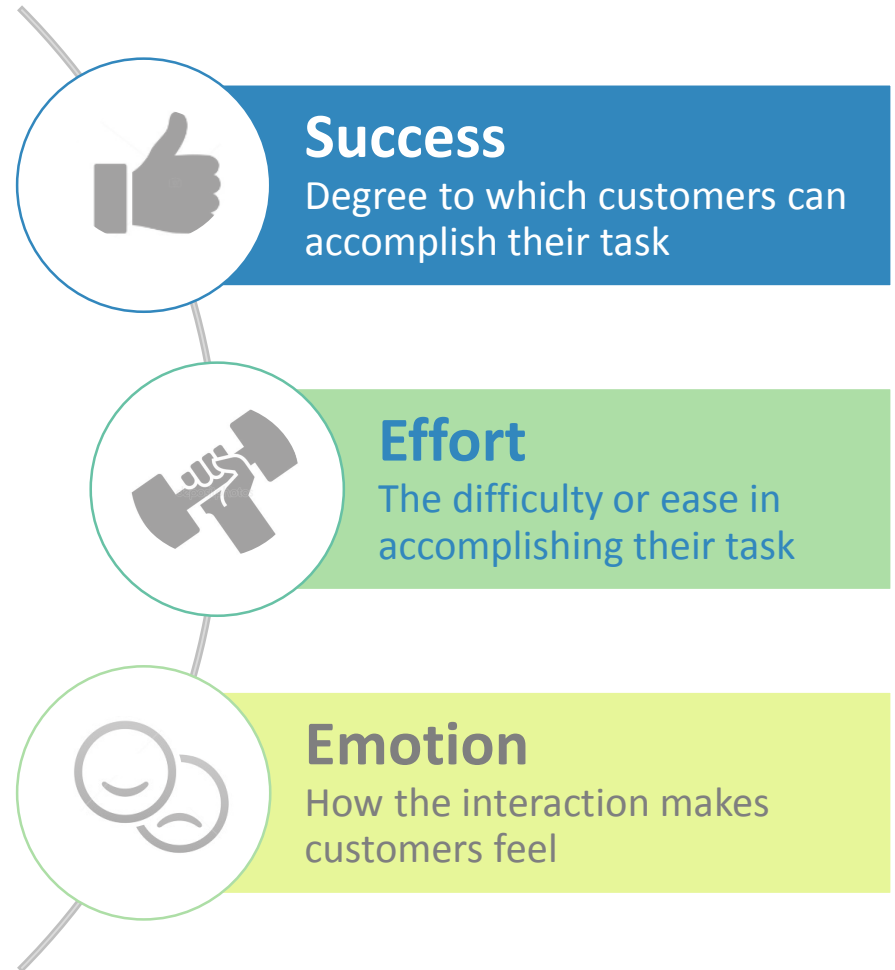 Success
Degree to which customers can
accomplish their task
Effort
The difficulty or ease in
accomplishing their task
Emotion
How the interaction makes
customers feel